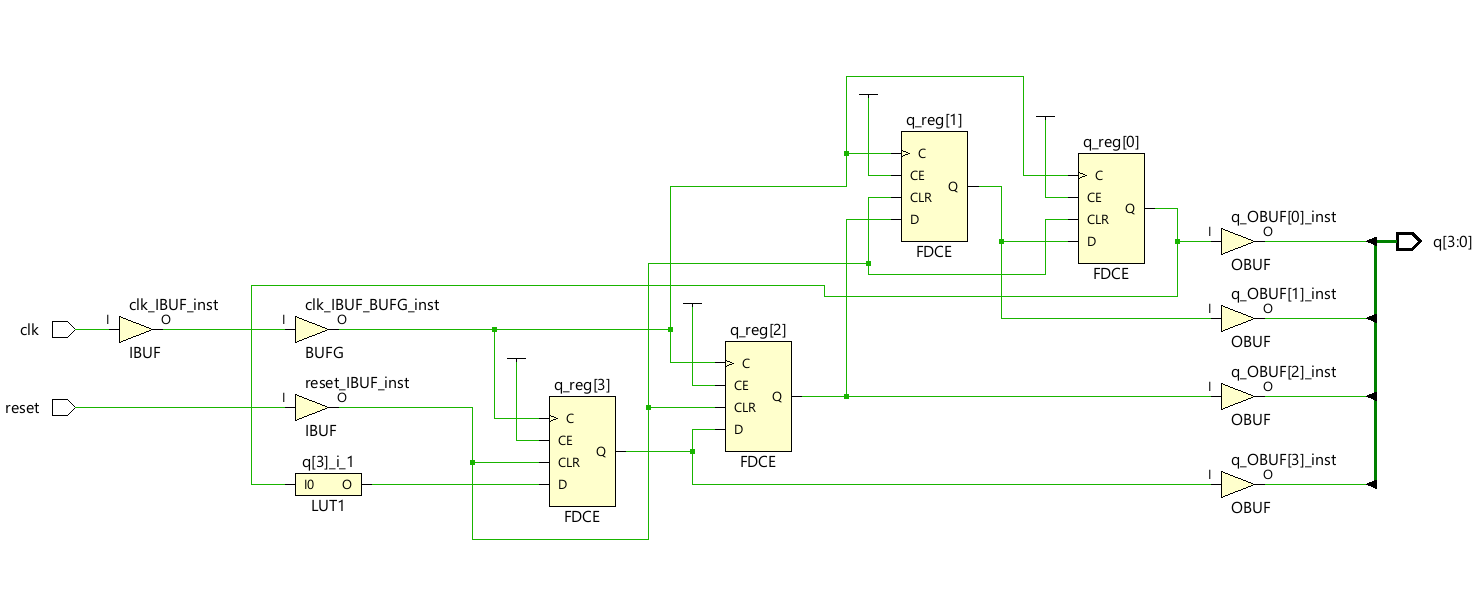 q_reg[1]
C
CE
CLR
D
Q
FDCE
q_reg[0]
C
CE
CLR
D
Q
FDCE
q_OBUF[0]_inst
I
O
OBUF
q[3:0]
q_OBUF[1]_inst
I
O
OBUF
clk
clk_IBUF_inst
I
O
IBUF
clk_IBUF_BUFG_inst
I
O
BUFG
q_reg[2]
C
CE
CLR
D
Q
FDCE
q_OBUF[2]_inst
I
O
OBUF
reset
reset_IBUF_inst
I
O
IBUF
q_reg[3]
C
CE
CLR
D
Q
FDCE
q[3]_i_1
I0 O
LUT1
q_OBUF[3]_inst
I
O
OBUF